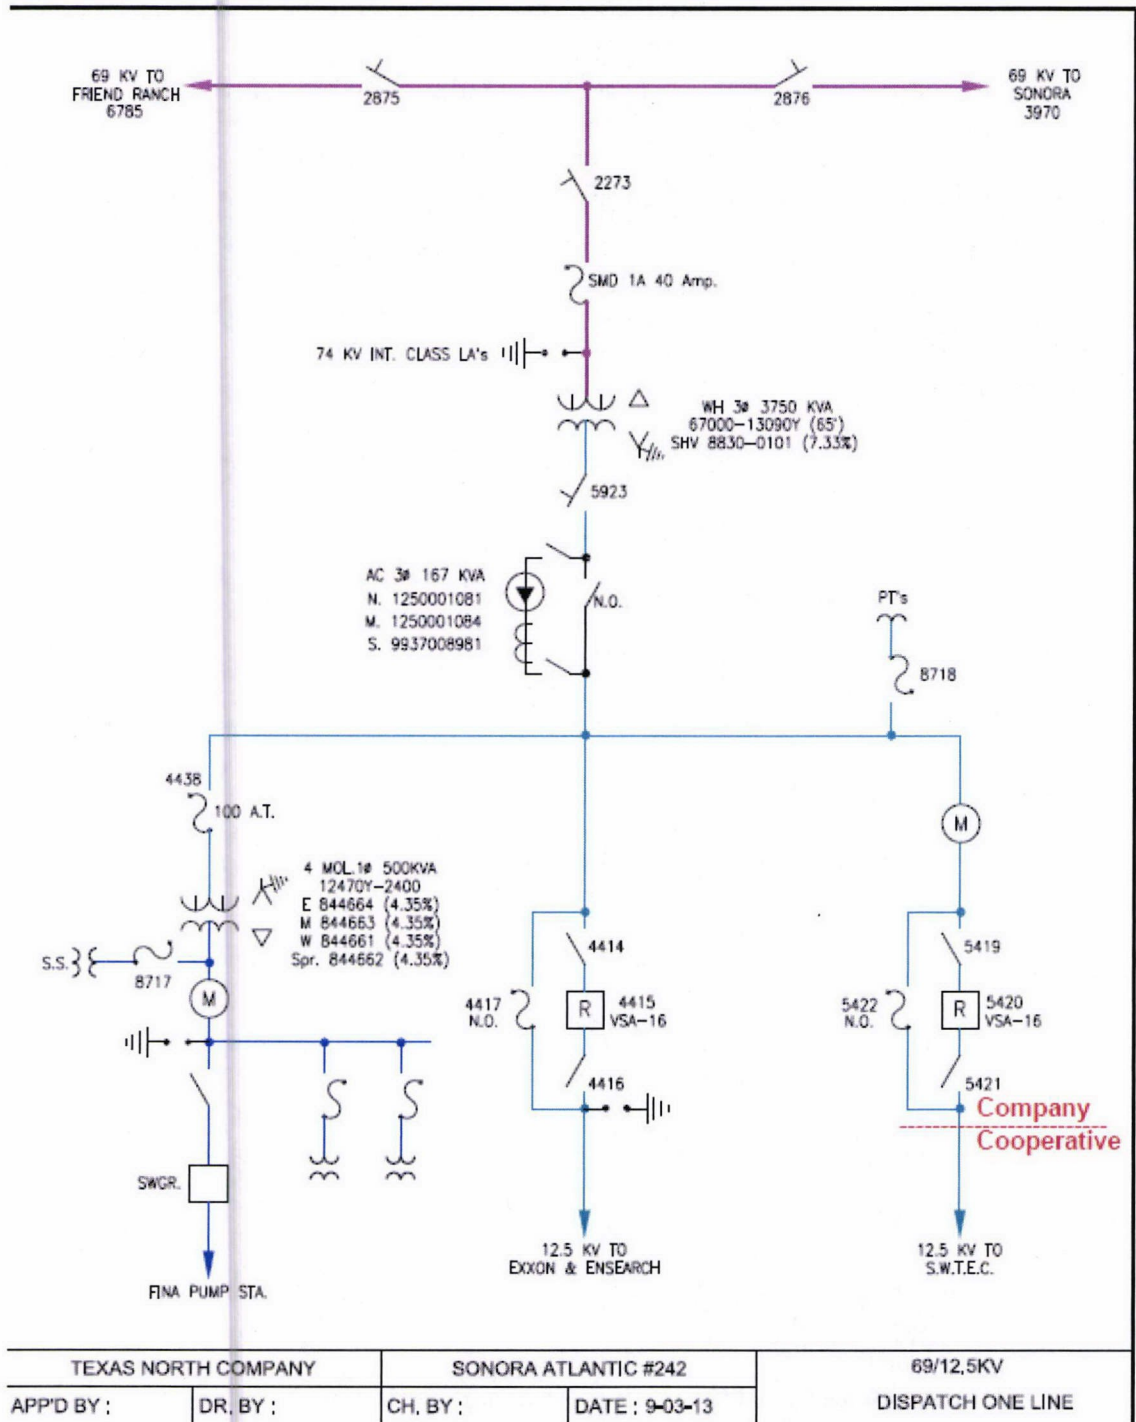 69 KV TO
FRIEND RANCH
6785
2875
2876
69 KV TO
SONORA
3970
2273
SMD 1A 40 Amp.
74 KV INT. CLASS LA's
WH 3ø 3750 KVA
67000-13090Y (65°)
SHV 8830-0101 (7.33%)
5923
AC 3ø 167 KVA
N. 1250001081
M. 1250001084
S. 9937008981
N.O.
PT's
8718
4438
100 A.T.
M
4 MOL.1ø 500KVA
12470Y-2400
E 844664 (4.35%)
M 844663 (4.35%)
W 844661 (4.35%)
Spr. 844662 (4.35%)
S.S.
8717
M
4414
4417
N.O.
R
4415
VSA-16
4416
5419
5422
N.O.
R
5420
VSA-16
5421
Company
Cooperative
SWGR.
FINA PUMP STA.
12.5 KV TO
EXXON & ENSEARCH
12.5 KV TO
S.W.T.E.C.
TEXAS NORTH COMPANY
SONORA ATLANTIC #242
69/12.5KV
DISPATCH ONE LINE
APP'D BY :
DR. BY :
CH. BY :
DATE : 9-03-13